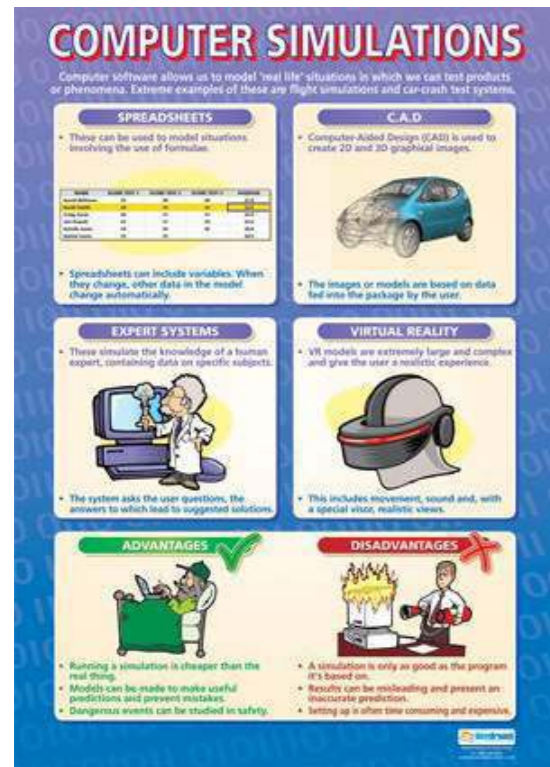 COMPUTER SIMULATIONS
Computer software allows us to model 'real life' situations in which we can test products
or phenomena. Extreme examples of these are flight simulations and car-crash test systems.
SPREADSHEETS
• These can be used to model situations
involving the use of formulae.
• Spreadsheets can include variables. When
they change, other data in the model
change automatically.
C.A.D
• Computer-Aided Design (CAD) is used to
create 2D and 3D graphical images.
• The images or models are based on data
fed into the package by the user.
EXPERT SYSTEMS
• These simulate the knowledge of a human
expert, containing data on specific subjects.
• The system asks the user questions, the
answers to which lead to suggested solutions.
VIRTUAL REALITY
• VR models are extremely large and complex
and give the user a realistic experience.
• This includes movement, sound and, with
a special visor, realistic views.
ADVANTAGES
• Running a simulation is cheaper than the
real thing.
• Models can be made to make useful
predictions and prevent mistakes.
• Dangerous events can be studied in safety.
DISADVANTAGES
• A simulation is only as good as the program
it's based on.
• Results can be misleading and present an
inaccurate prediction.
• Setting up is often time consuming and expensive.